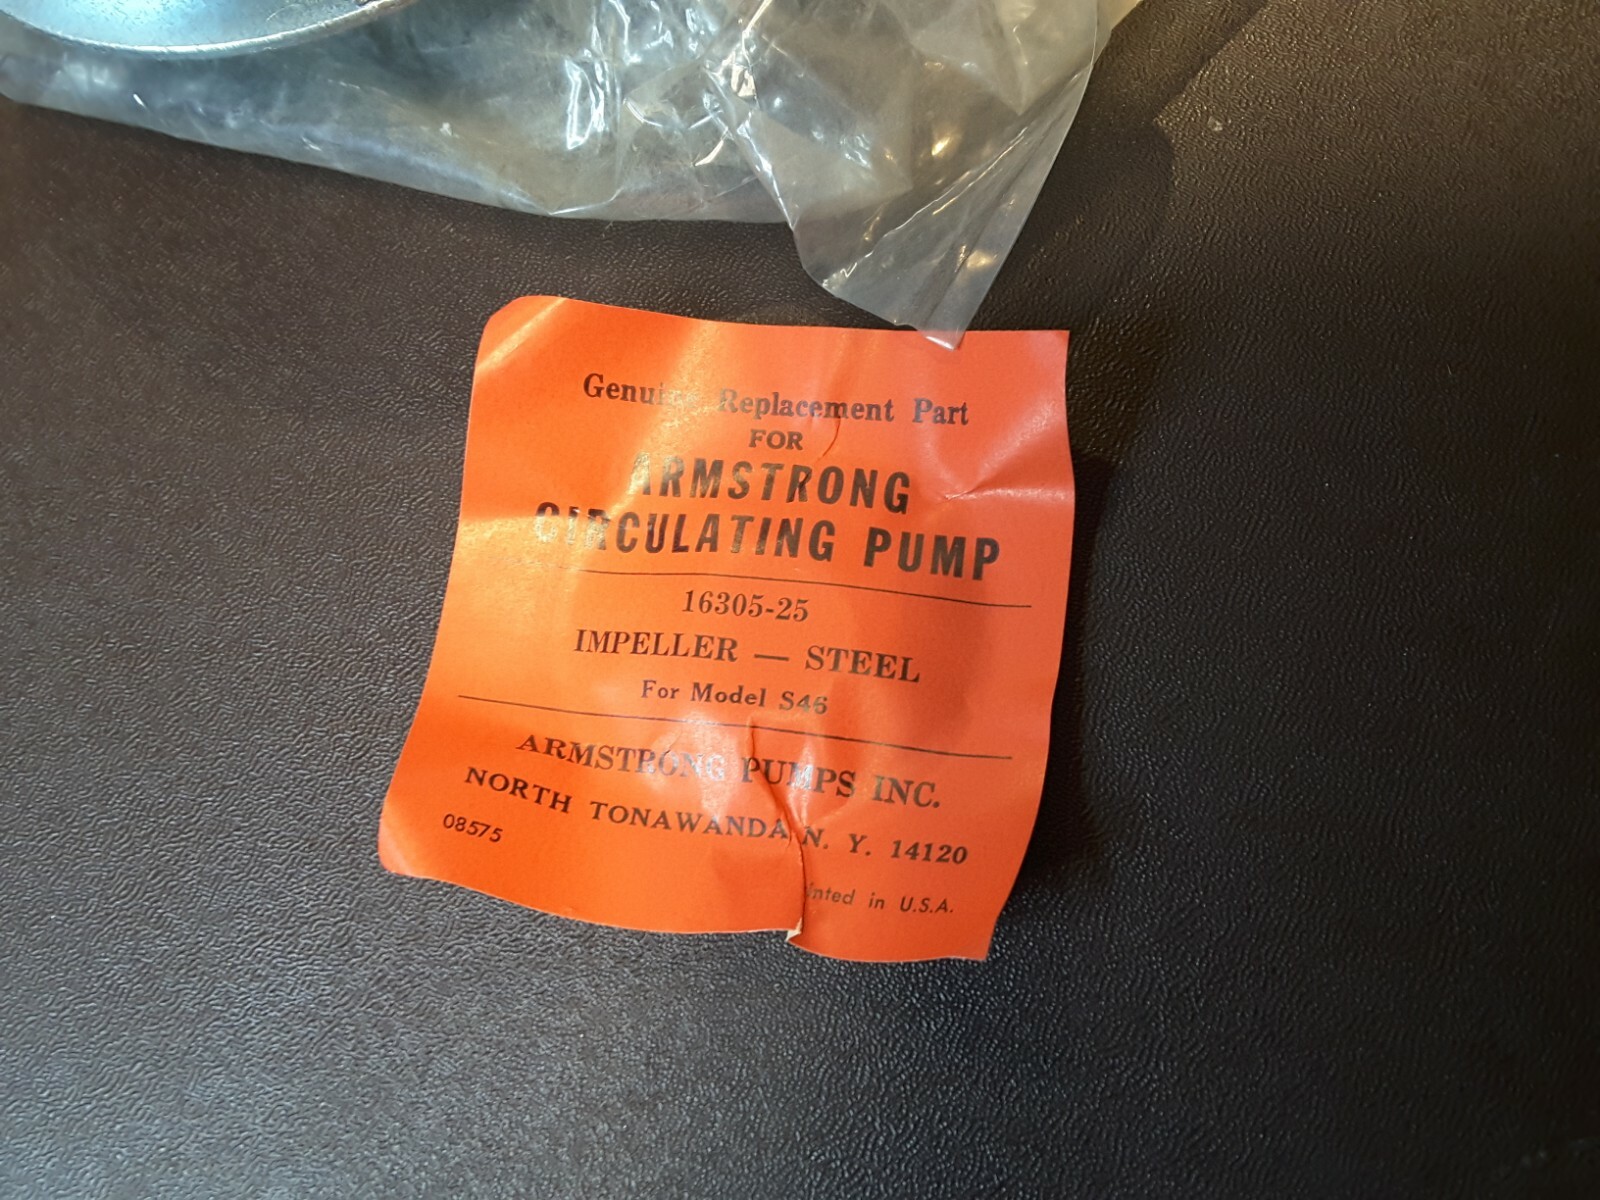 Genuine Replacement Part
FOR
ARMSTRONG
CIRCULATING PUMP
16305-25
IMPELLER — STEEL
For Model S46
ARMSTRONG PUMPS INC.
NORTH TONAWANDA, N. Y. 14120
08575
Printed in U.S.A.